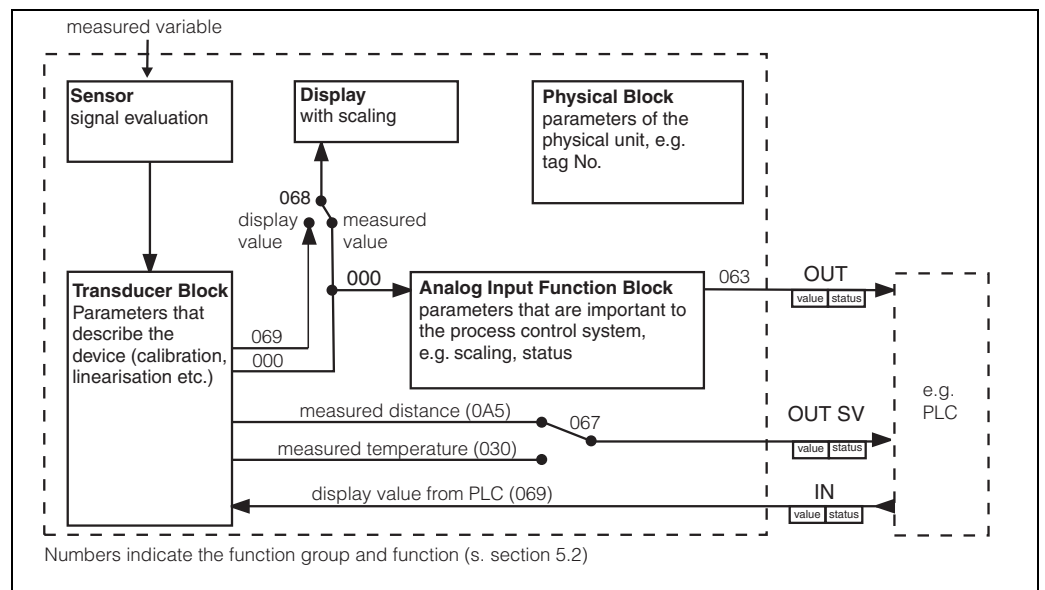 measured variable
Sensor
signal evaluation
Display
with scaling
Physical Block
parameters of the
physical unit, e.g.
tag No.
068
display
value
measured
value
000
Transducer Block
Parameters that
describe the
device (calibration,
linearisation etc.)
069
000
Analog Input Function Block
parameters that are important to
the process control system,
e.g. scaling, status
063
OUT
value status
e.g.
PLC
measured distance (0A5)
067
OUT SV
value status
measured temperature (030)
display value from PLC (069)
IN
value status
Numbers indicate the function group and function (s. section 5.2)